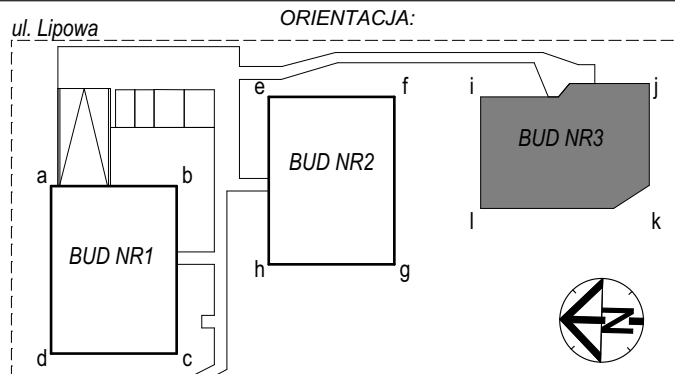 ORIENTACJA:
ul. Lipowa
e f i j
BUD NR3
BUD NR2
a b
l k
BUD NR1
h g
N
d c